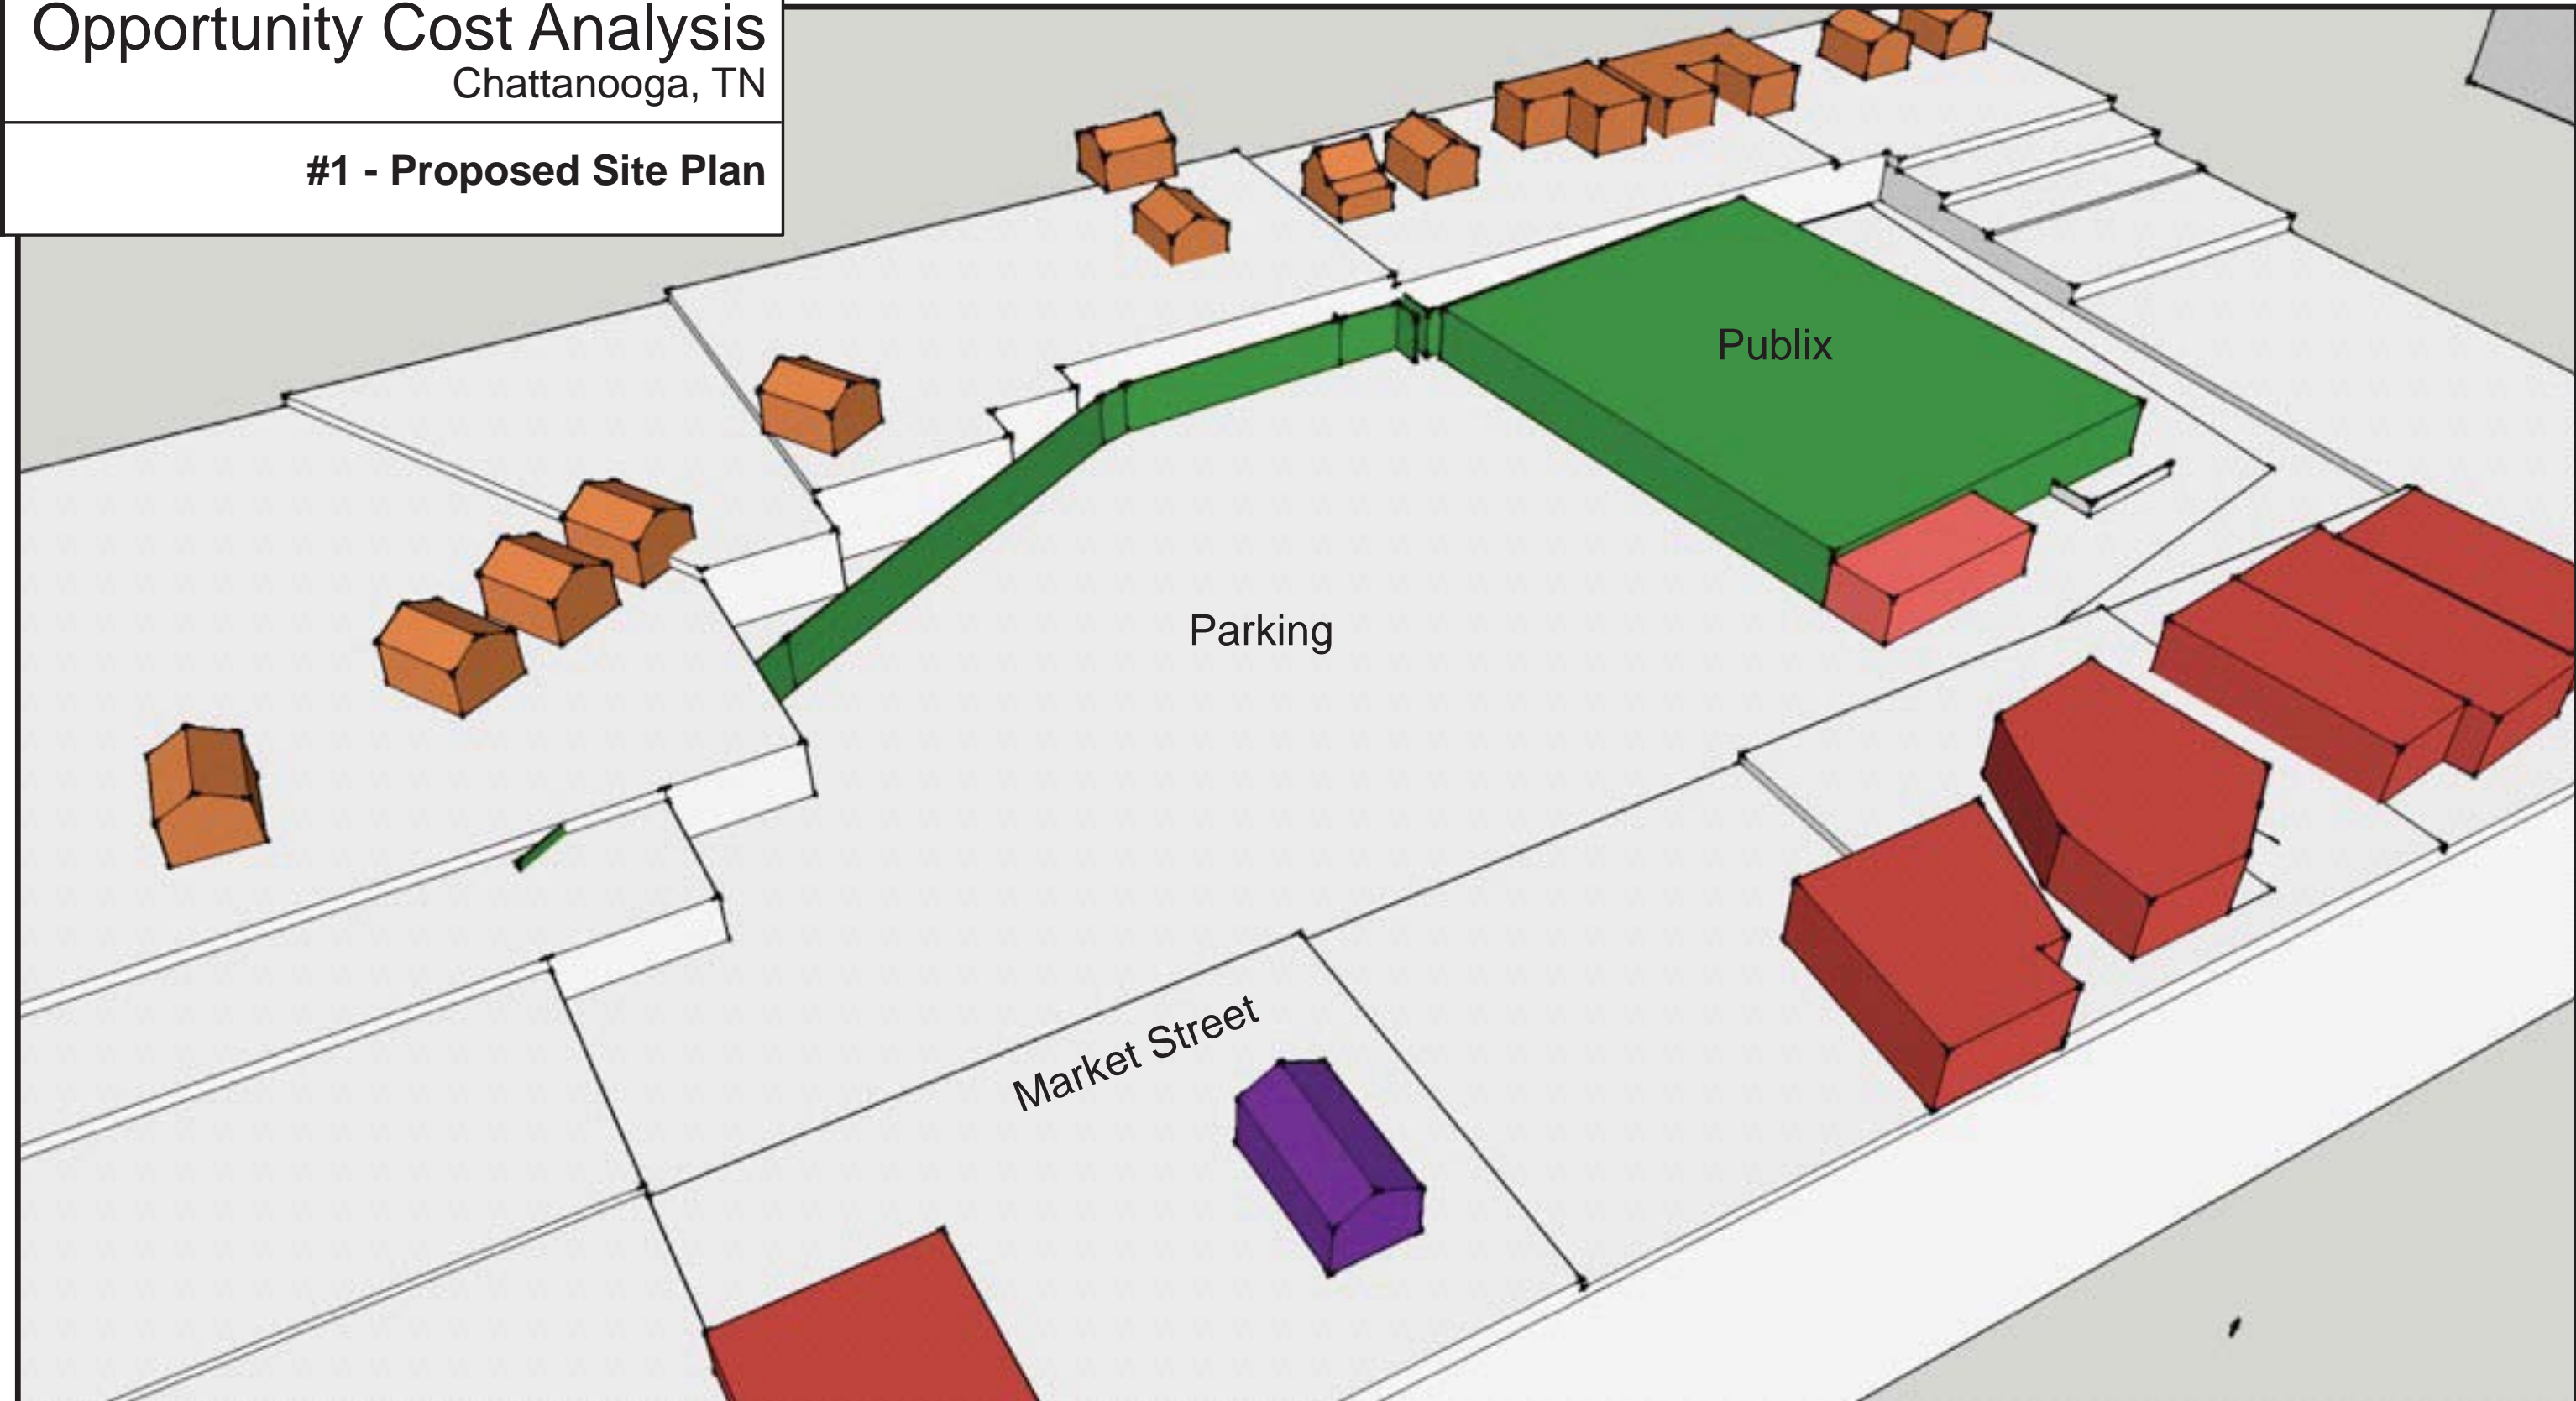 Opportunity Cost Analysis
Chattanooga, TN
#1 - Proposed Site Plan
Publix
Parking
Market Street